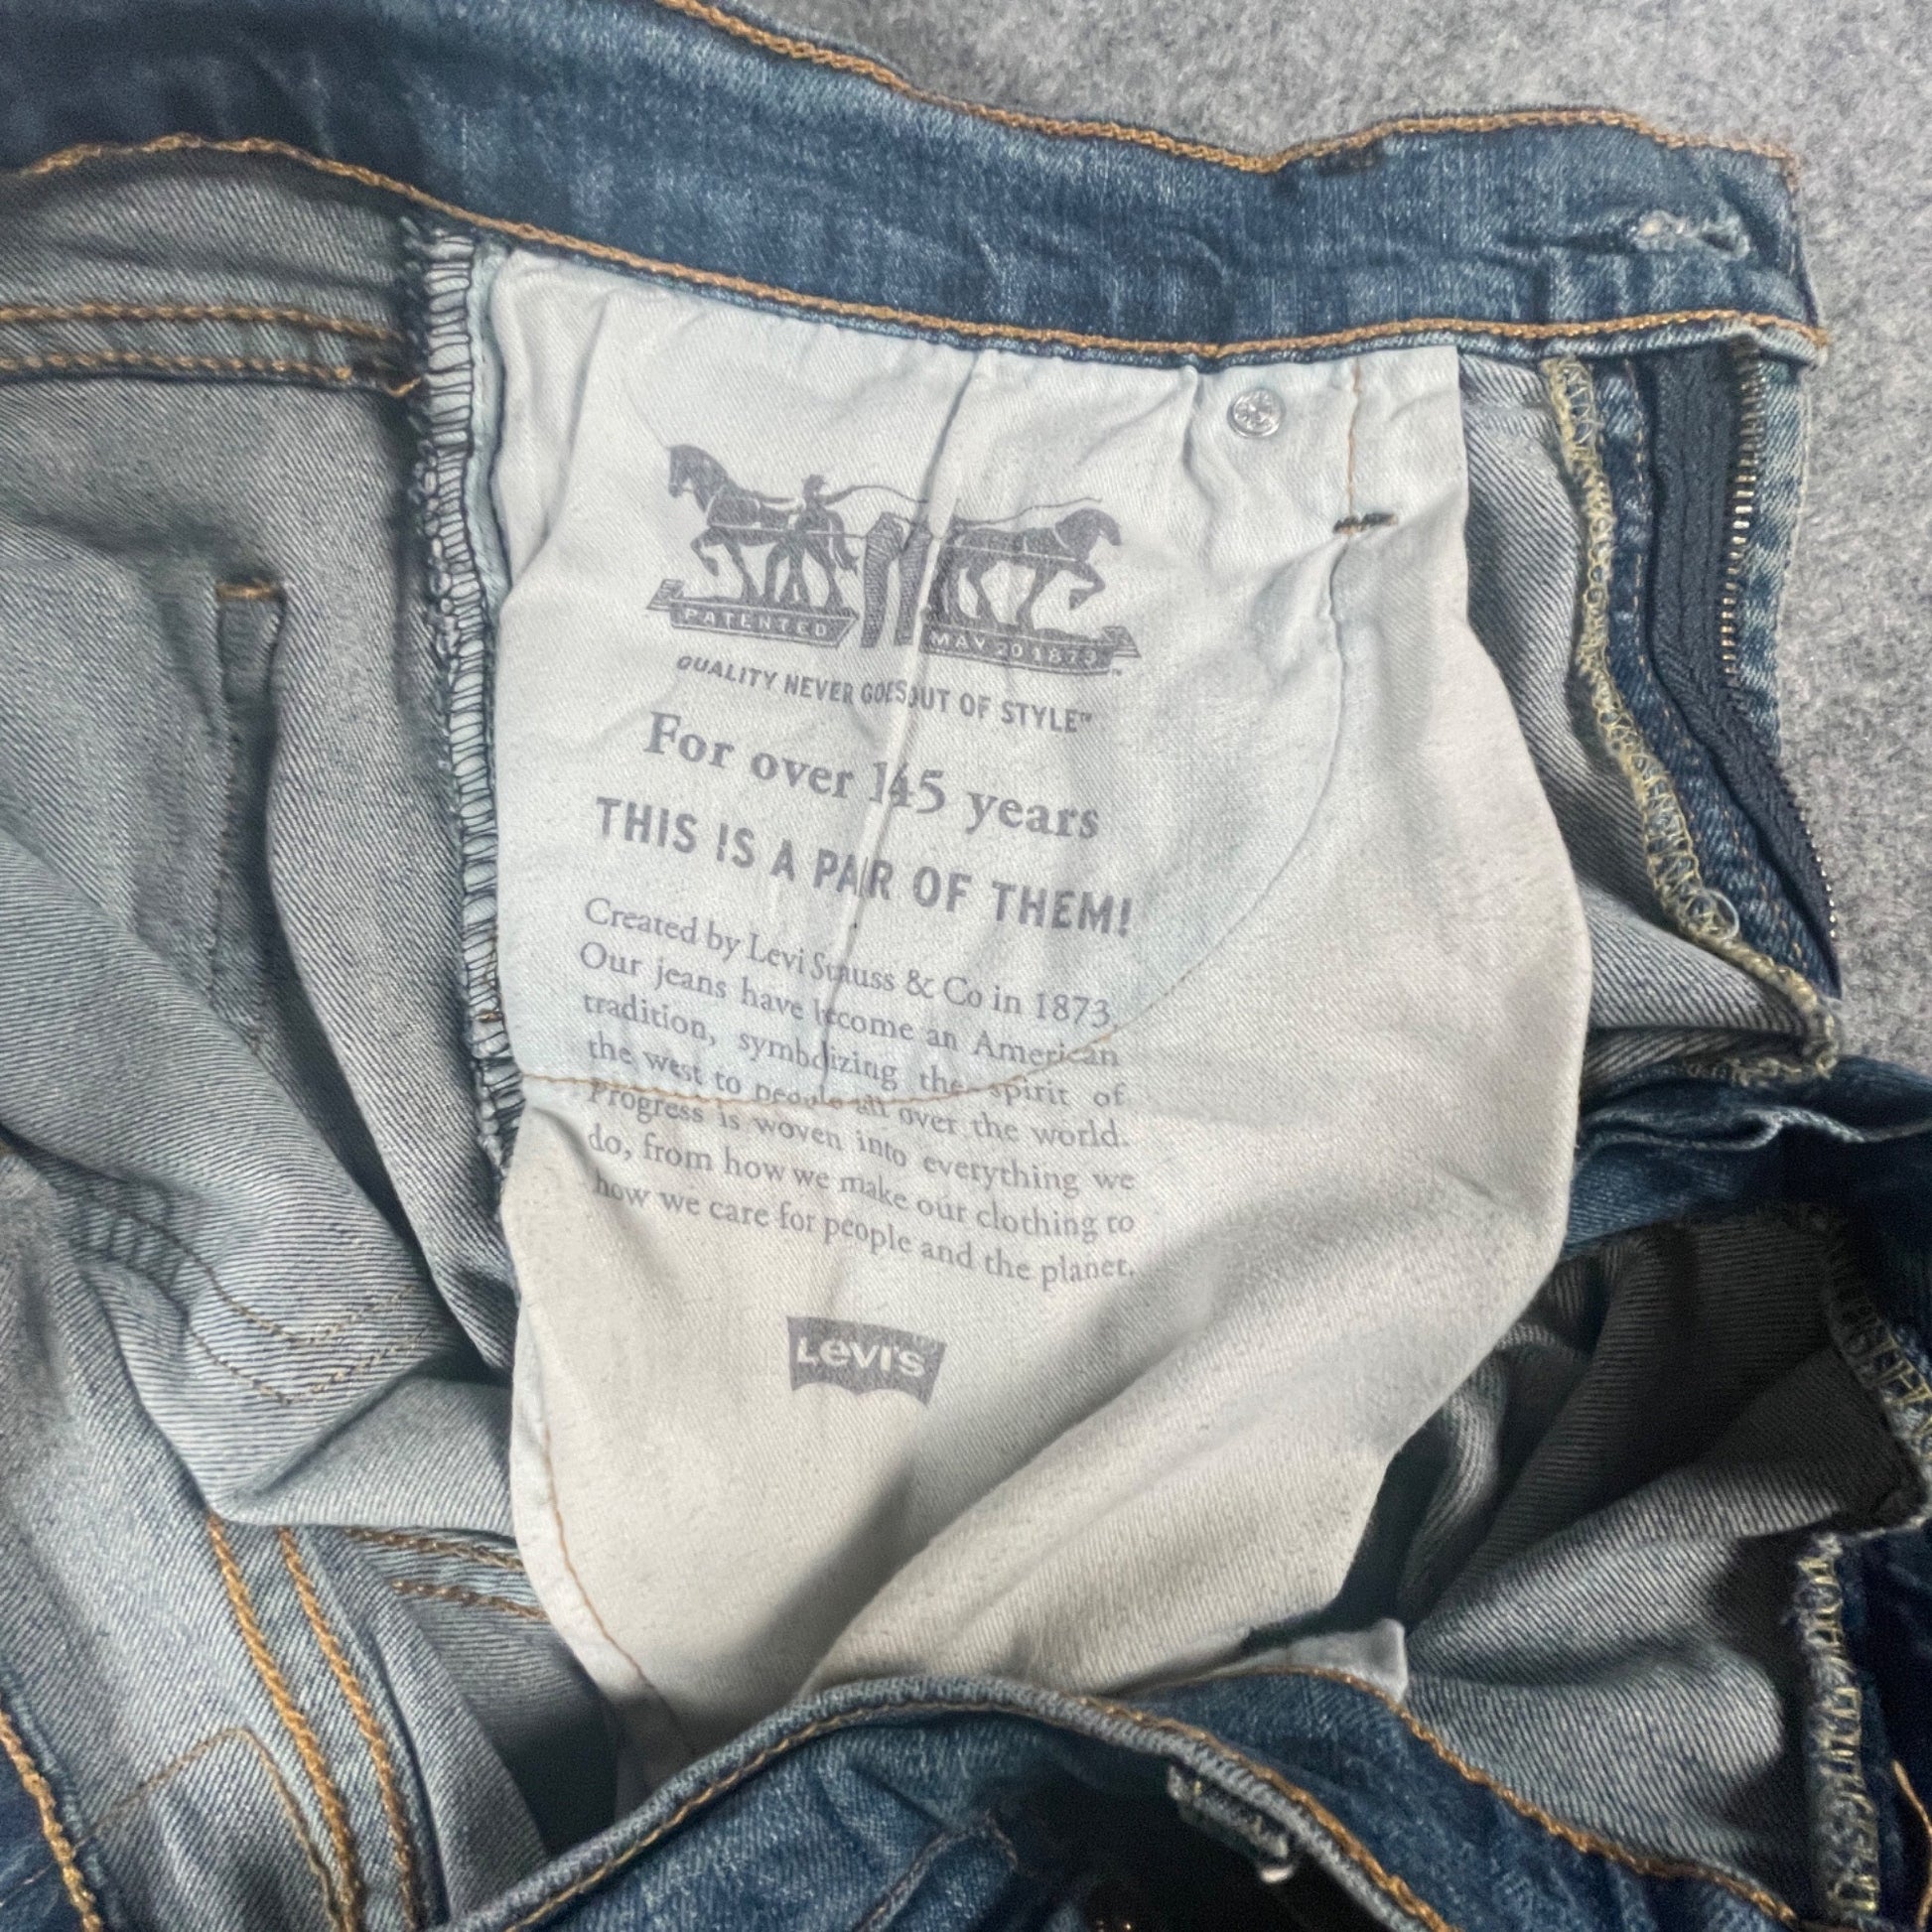 PATENTED MAY 20 1873 ™
QUALITY NEVER GOES OUT OF STYLE™
For over 145 years
THIS IS A PAIR OF THEM!
Created by Levi Strauss & Co in 1873.
Our jeans have become an American
tradition, symbolizing the spirit of
the west to people all over the world.
Progress is woven into everything we
do, from how we make our clothing to
how we care for people and the planet.
Levi's